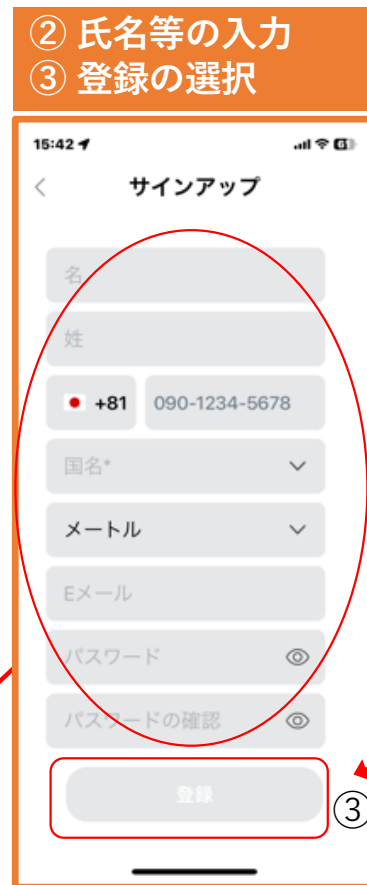 ② 氏名等の入力
③ 登録の選択
15:42
サインアップ
名
姓
+81 090-1234-5678
国名*
メートル
Eメール
パスワード
パスワードの確認
登録
③